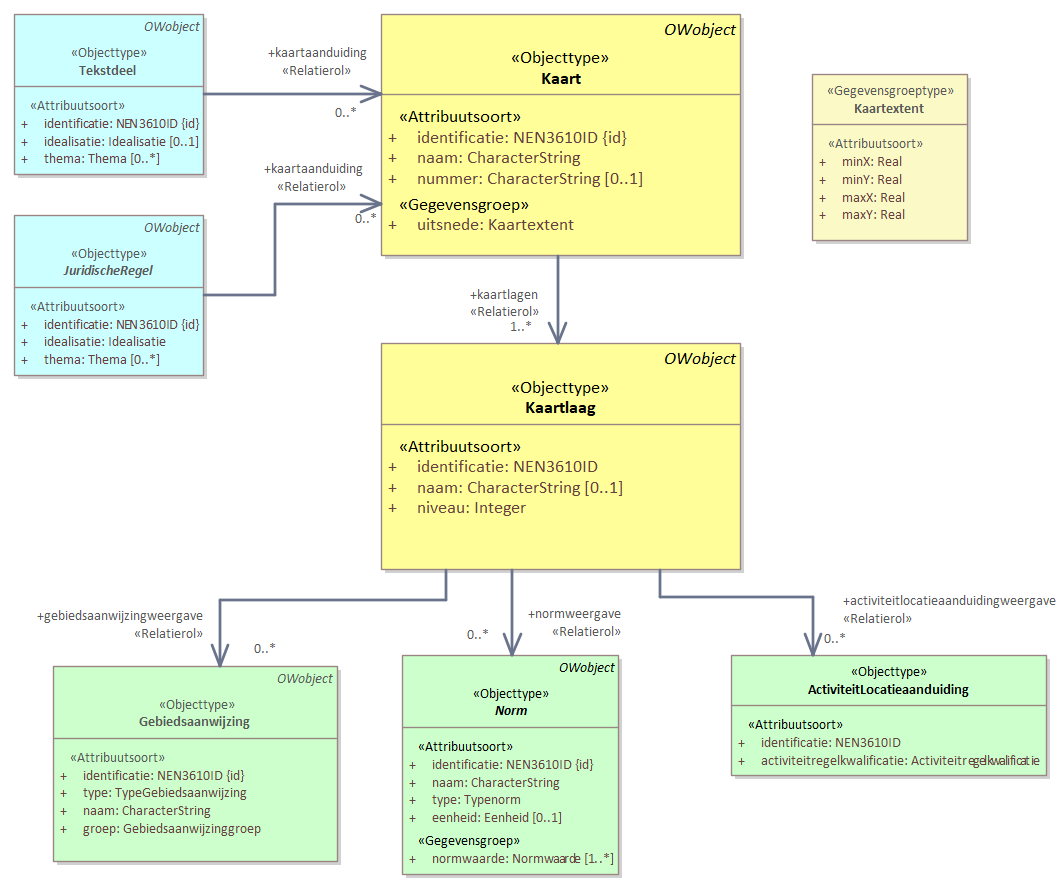 OWobject
«Objecttype»
Tekstdeel
«Attribuutsoort»
+ identificatie: NEN3610ID {id}
+ idealisatie: Idealisatie [0..1]
+ thema: Thema [0..*]
+kaartaanduiding
«Relatierol»
0..*
OWobject
«Objecttype»
Kaart
«Attribuutsoort»
+ identificatie: NEN3610ID {id}
+ naam: CharacterString
+ nummer: CharacterString [0..1]
«Gegevensgroep»
+ uitsnede: Kaartextent
«Gegevensgroeptype»
Kaartextent
«Attribuutsoort»
+ minX: Real
+ minY: Real
+ maxX: Real
+ maxY: Real
+kaartaanduiding
«Relatierol»
0..*
OWobject
«Objecttype»
JuridischeRegel
«Attribuutsoort»
+ identificatie: NEN3610ID {id}
+ idealisatie: Idealisatie
+ thema: Thema [0..*]
+kaartlagen
«Relatierol»
1..*
OWobject
«Objecttype»
Kaartlaag
«Attribuutsoort»
+ identificatie: NEN3610ID
+ naam: CharacterString [0..1]
+ niveau: Integer
+gebiedsaanwijzingweergave
«Relatierol»
0..*
+normweergave
«Relatierol»
0..*
+activiteitlocatieaanduidingweergave
«Relatierol»
0..*
OWobject
«Objecttype»
Gebiedsaanwijzing
«Attribuutsoort»
+ identificatie: NEN3610ID {id}
+ type: TypeGebiedsaanwijzing
+ naam: CharacterString
+ groep: Gebiedsaanwijzinggroep
OWobject
«Objecttype»
Norm
«Attribuutsoort»
+ identificatie: NEN3610ID {id}
+ naam: CharacterString
+ type: Typenorm
+ eenheid: Eenheid [0..1]
«Gegevensgroep»
+ normwaarde: Normwaarde [1..*]
«Objecttype»
ActiviteitLocatieaanduiding
«Attribuutsoort»
+ identificatie: NEN3610ID
+ activiteitregelkwalificatie: Activiteitregelkwalificatie